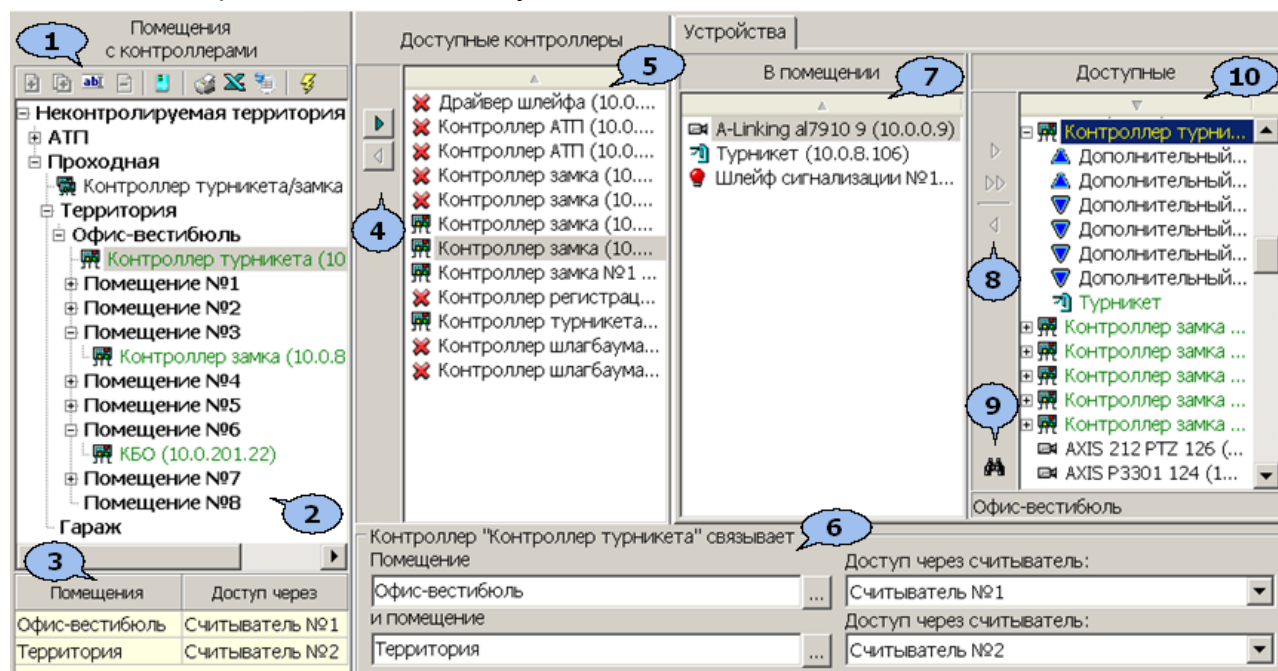 Помещения
с контроллерами
1
abI
Неконтролируемая территория
АТП
Проходная
Контроллер турникета/замка
Территория
Офис-вестибюль
Контроллер турникета (10
Помещение №1
Помещение №2
Помещение №3
Контроллер замка (10.0.8
Помещение №4
Помещение №5
Помещение №6
КБО (10.0.201.22)
Помещение №7
Помещение №8
Гараж
2
3
Помещения Доступ через
Офис-вестибюль Считыватель №1
Территория Считыватель №2
4
Доступные контроллеры
5
Драйвер шлейфа (10.0....
Контроллер АТП (10.0....
Контроллер АТП (10.0....
Контроллер замка (10....
Контроллер замка (10....
Контроллер замка (10....
Контроллер замка (10....
Контроллер замка №1 ...
Контроллер регистрац...
Контроллер турникета...
Контроллер шлагбаума...
Контроллер шлагбаума...
Устройства
В помещении
7
A-Linking al7910 9 (10.0.0.9)
Турникет (10.0.8.106)
Шлейф сигнализации №1...
8
9
Доступные
10
Контроллер турни...
Дополнительный...
Дополнительный...
Дополнительный...
Дополнительный...
Дополнительный...
Дополнительный...
Турникет
Контроллер замка ...
Контроллер замка ...
Контроллер замка ...
Контроллер замка ...
Контроллер замка ...
AXIS 212 PTZ 126 (...
AXIS P3301 124 (1...
Офис-вестибюль
Контроллер "Контроллер турникета" связывает
6
Помещение Доступ через считыватель:
Офис-вестибюль ... Считыватель №1
и помещение Доступ через считыватель:
Территория ... Считыватель №2